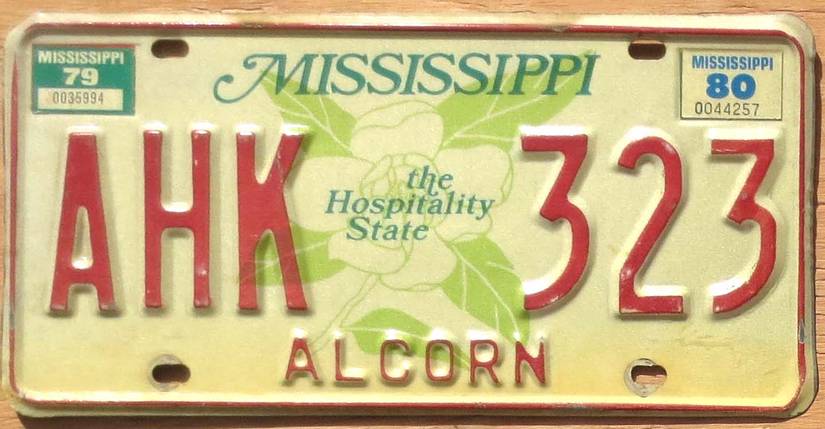 MISSISSIPPI
79
0035994
MISSISSIPPI
MISSISSIPPI
80
0044257
AHK 323
the
Hospitality
State
ALCORN